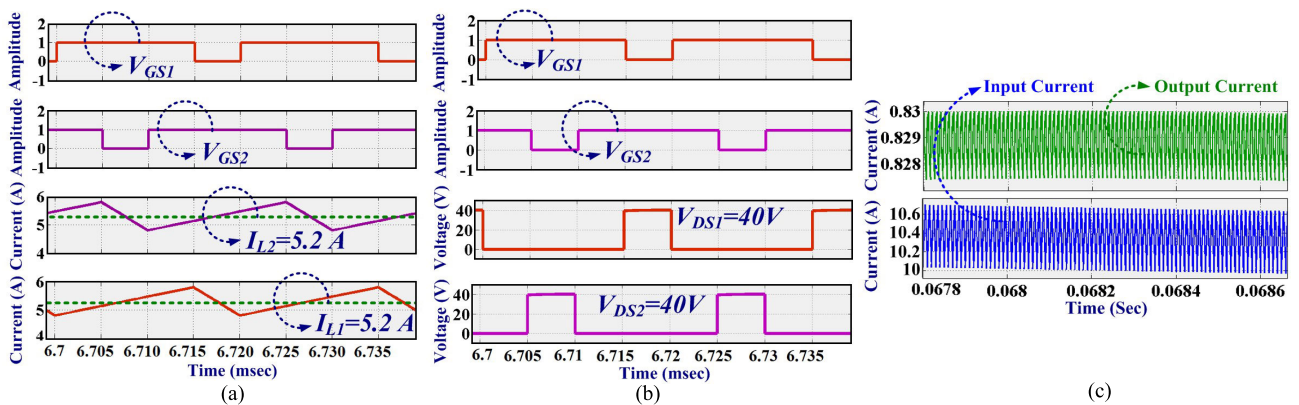 Amplitude
2
1
0
-1
V_GS1
Amplitude
2
1
0
-1
V_GS2
Current (A)
6
5
4
I_L2=5.2 A
Current (A)
6
5
4
I_L1=5.2 A
6.7 6.705 6.710 6.715 6.720 6.725 6.730 6.735
Time (msec)
(a)
Amplitude
2
1
0
-1
V_GS1
Amplitude
2
1
0
-1
V_GS2
Voltage (V)
40
20
0
V_DS1=40V
Voltage (V)
40
20
0
V_DS2=40V
6.7 6.705 6.71 6.715 6.72 6.725 6.73 6.735
Time (msec)
(b)
Input Current
Output Current
Current (A)
0.83
0.829
0.828
Current (A)
10.6
10.4
10.2
10
0.0678 0.068 0.0682 0.0684 0.0686
Time (Sec)
(c)